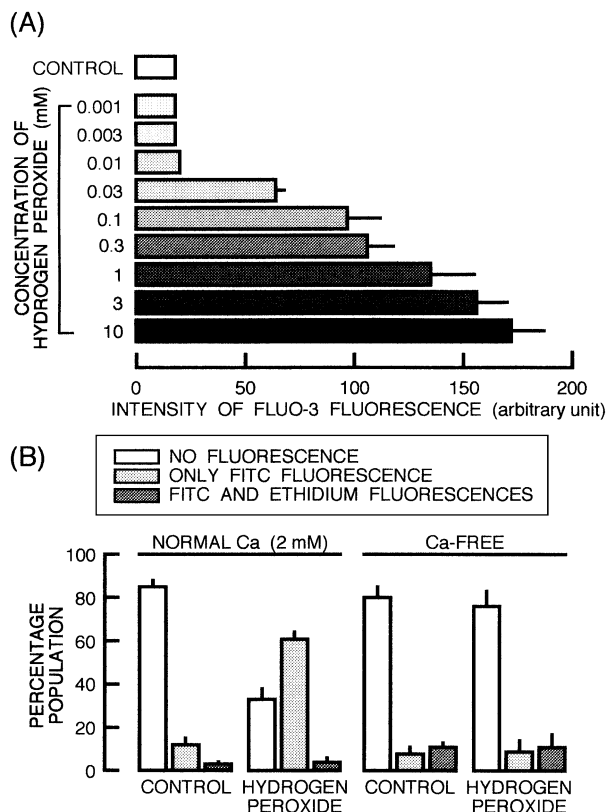 (A)
CONTROL
CONCENTRATION OF
HYDROGEN PEROXIDE (mM)
0.001
0.003
0.01
0.03
0.1
0.3
1
3
10
0 50 100 150 200
INTENSITY OF FLUO-3 FLUORESCENCE (arbitrary unit)
(B)
NO FLUORESCENCE
ONLY FITC FLUORESCENCE
FITC AND ETHIDIUM FLUORESCENCES
NORMAL Ca (2 mM) Ca-FREE
PERCENTAGE
POPULATION
100
80
60
40
20
0
CONTROL HYDROGEN PEROXIDE CONTROL HYDROGEN PEROXIDE